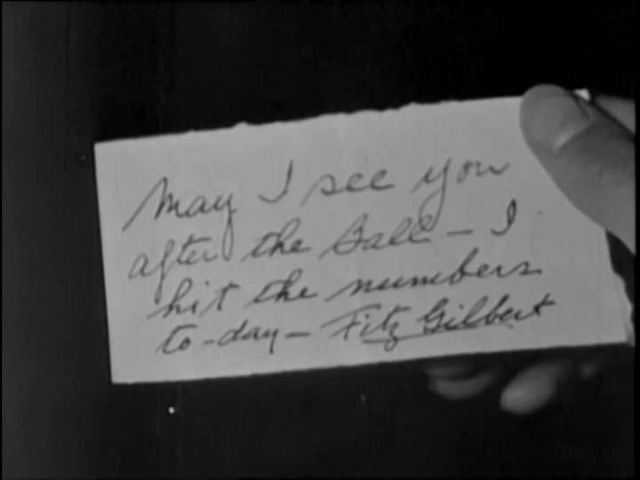 May I see you
after the Ball — I
hit the numbers
to-day — Fitz Gilbert